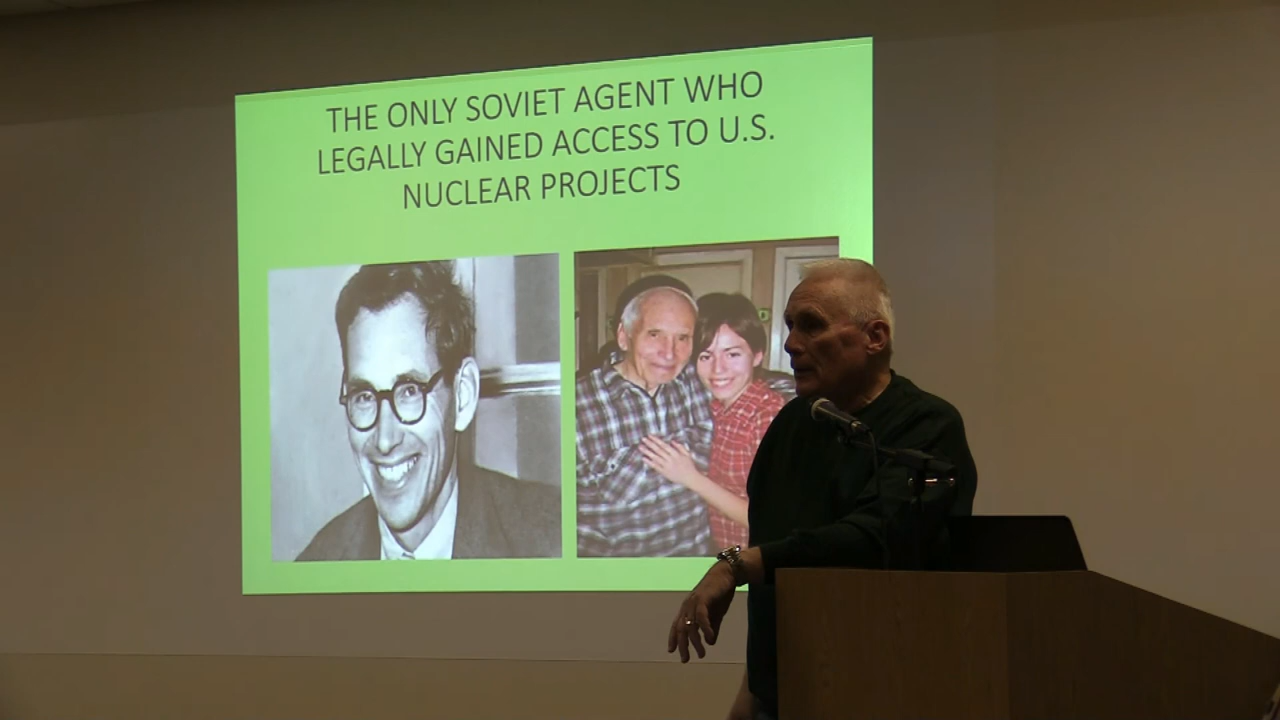 THE ONLY SOVIET AGENT WHO
LEGALLY GAINED ACCESS TO U.S.
NUCLEAR PROJECTS